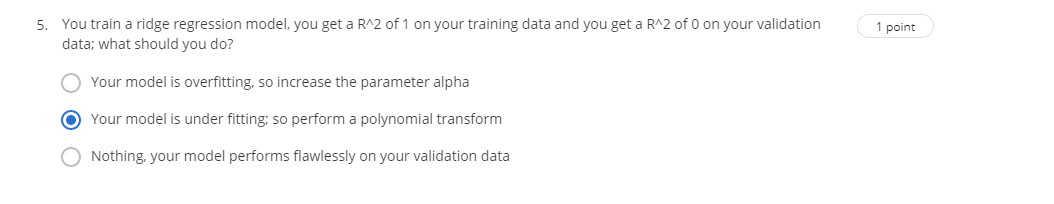 5. You train a ridge regression model, you get a R^2 of 1 on your training data and you get a R^2 of 0 on your validation
data; what should you do?
1 point
Your model is overfitting, so increase the parameter alpha
Your model is under fitting; so perform a polynomial transform
Nothing, your model performs flawlessly on your validation data